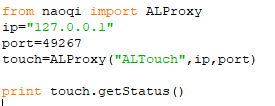 from naoqi import ALProxy
ip="127.0.0.1"
port=49267
touch=ALProxy("ALTouch",ip,port)
print touch.getStatus()